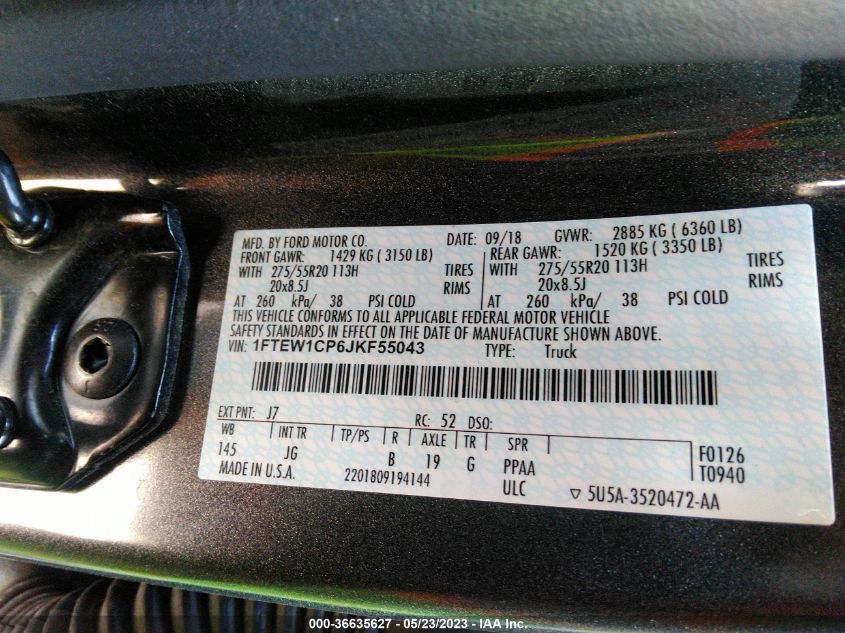 MFD. BY FORD MOTOR CO. DATE: 09/18 GVWR: 2885 KG ( 6360 LB)
FRONT GAWR: 1429 KG ( 3150 LB) REAR GAWR: 1520 KG ( 3350 LB)
WITH 275/55R20 113H TIRES WITH 275/55R20 113H TIRES
20x8.5J RIMS 20x8.5J RIMS
AT 260 kPa/ 38 PSI COLD AT 260 kPa/ 38 PSI COLD
THIS VEHICLE CONFORMS TO ALL APPLICABLE FEDERAL MOTOR VEHICLE
SAFETY STANDARDS IN EFFECT ON THE DATE OF MANUFACTURE SHOWN ABOVE.
VIN: 1FTEW1CP6JKF55043 TYPE: Truck
EXT PNT: J7 RC: 52 DSO:
WB INT TR TP/PS R AXLE TR SPR F0126
145 JG B 19 G PPAA T0940
MADE IN U.S.A. 2201809194144 ULC ▽ 5U5A-3520472-AA
000-36635627 - 05/23/2023 - IAA Inc.